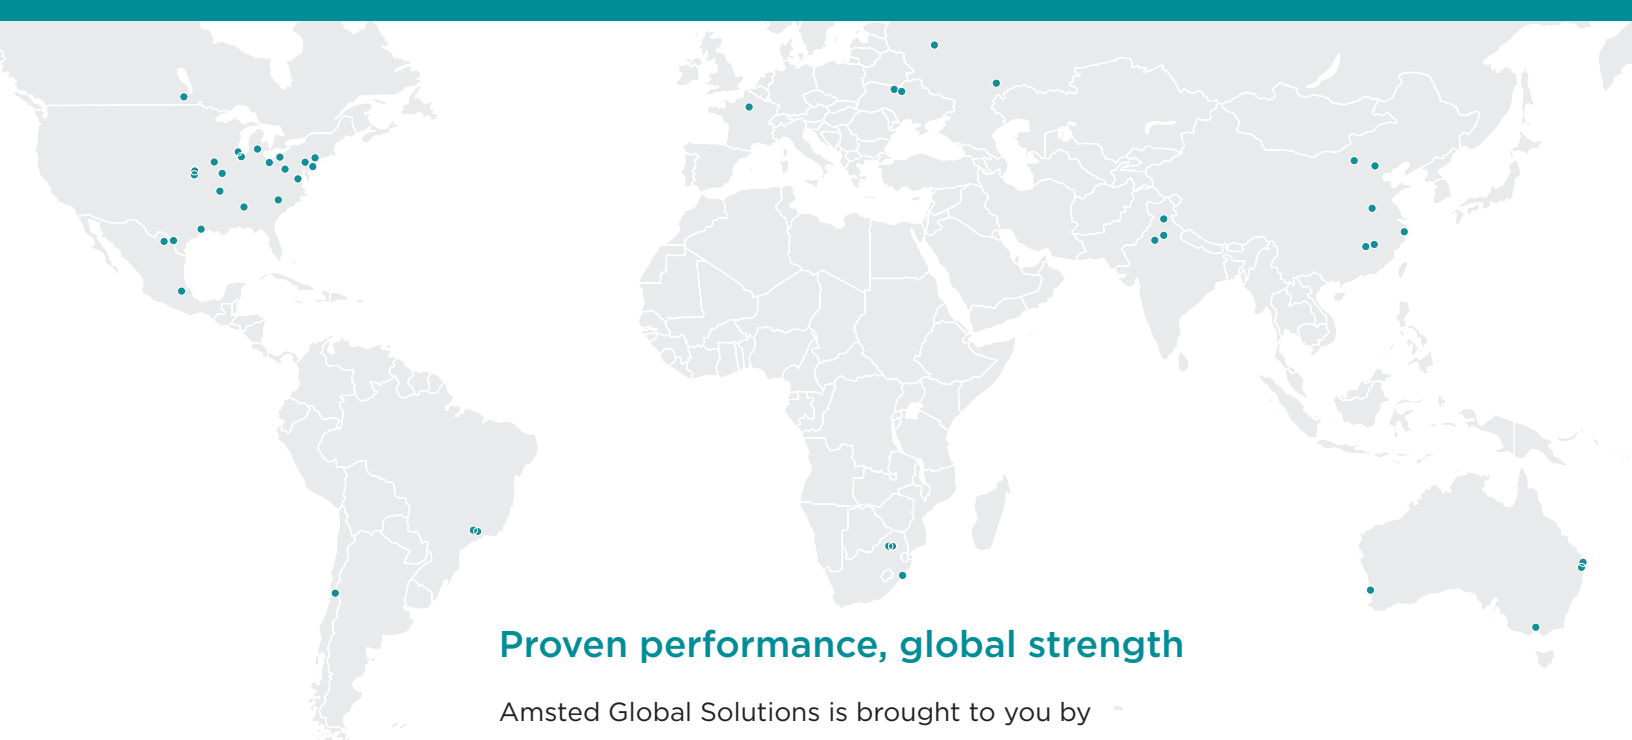 Proven performance, global strength
Amsted Global Solutions is brought to you by